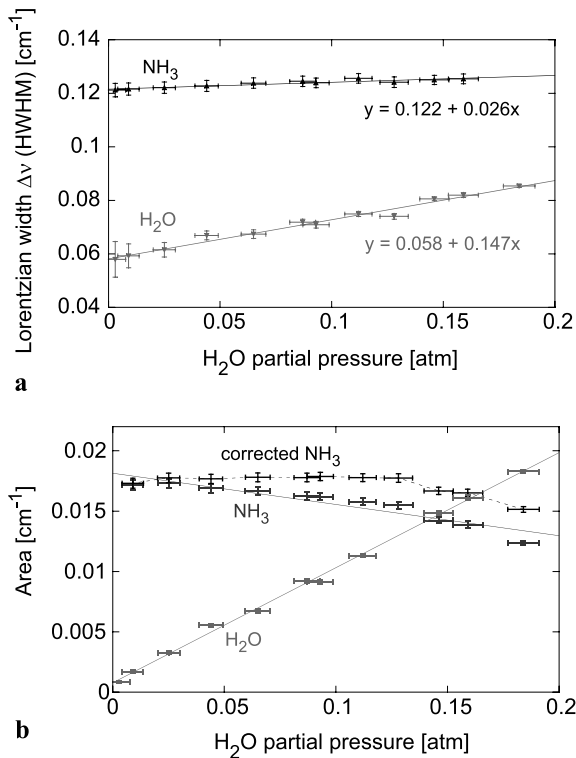 Lorentzian width Δν (HWHM) [cm⁻¹]
0.14
0.12
0.1
0.08
0.06
0.04
NH₃
y = 0.122 + 0.026x
H₂O
y = 0.058 + 0.147x
0 0.05 0.1 0.15 0.2
H₂O partial pressure [atm]
a
Area [cm⁻¹]
0.02
0.015
0.01
0.005
0
corrected NH₃
NH₃
H₂O
0 0.05 0.1 0.15 0.2
H₂O partial pressure [atm]
b